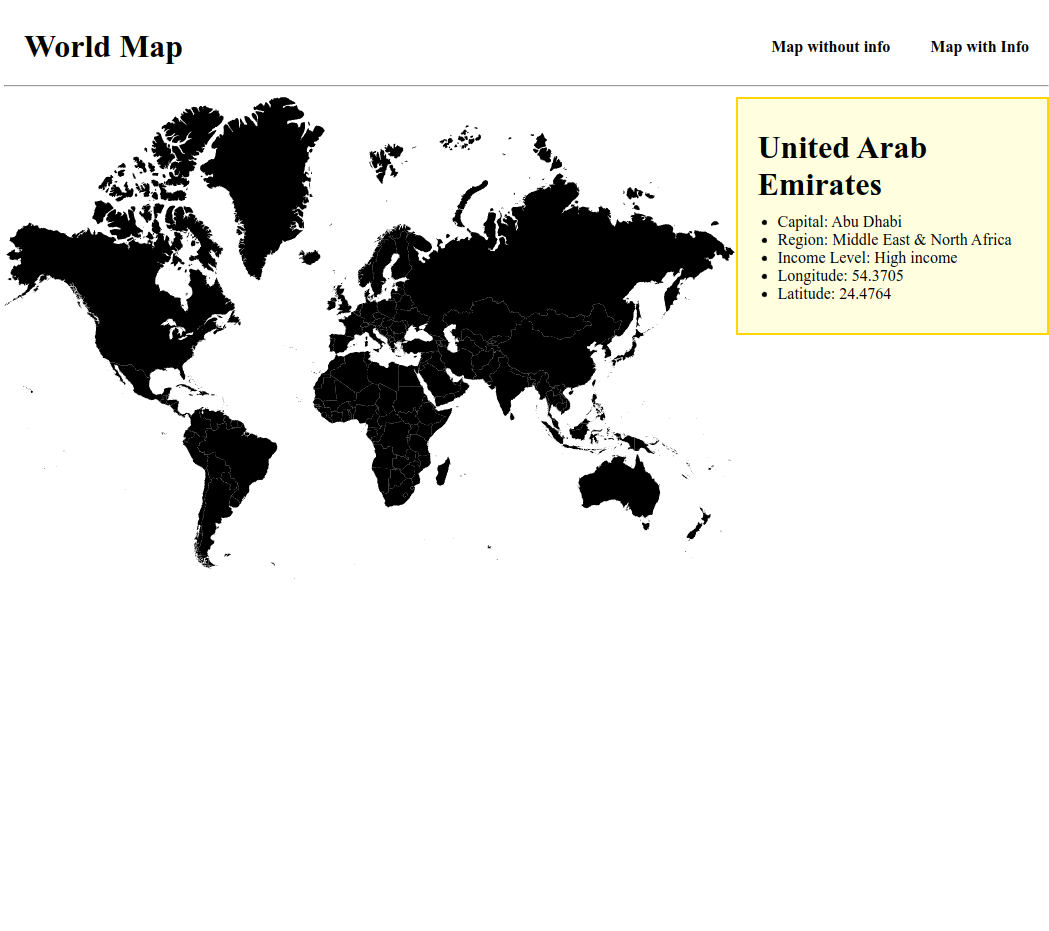 World Map
Map without info
Map with Info
United Arab
Emirates
Capital: Abu Dhabi
Region: Middle East & North Africa
Income Level: High income
Longitude: 54.3705
Latitude: 24.4764